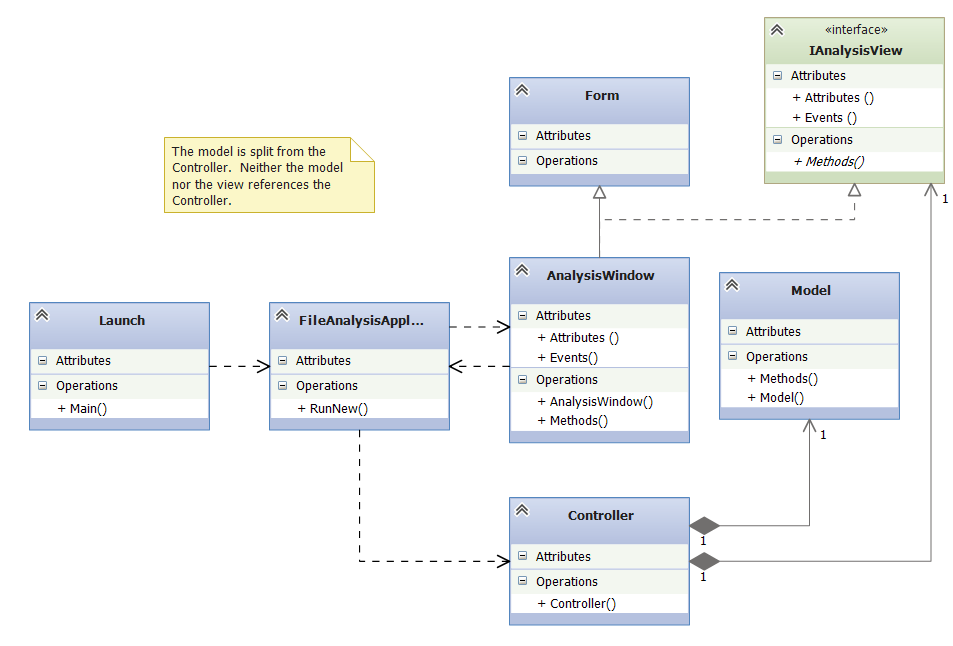 «interface»
IAnalysisView
Attributes
+ Attributes ()
+ Events ()
Operations
+ Methods()
Form
Attributes
Operations
The model is split from the
Controller.  Neither the model
nor the view references the
Controller.
1
AnalysisWindow
Attributes
+ Attributes ()
+ Events()
Operations
+ AnalysisWindow()
+ Methods()
Model
Attributes
Operations
+ Methods()
+ Model()
1
Launch
Attributes
Operations
+ Main()
FileAnalysisAppl...
Attributes
Operations
+ RunNew()
Controller
Attributes
Operations
+ Controller()
1
1